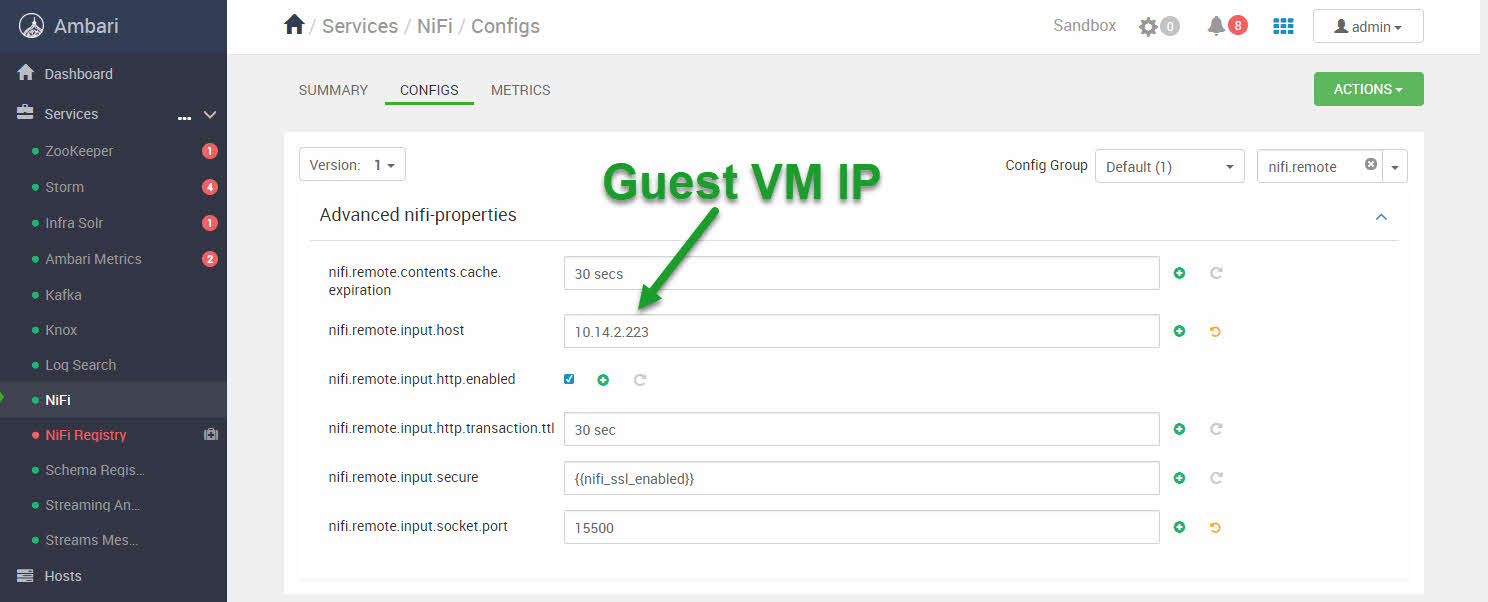 Ambari
/ Services / NiFi / Configs
Sandbox
0
8
admin
Dashboard
Services
...
ZooKeeper
1
Storm
4
Infra Solr
1
Ambari Metrics
2
Kafka
Knox
Log Search
NiFi
NiFi Registry
Schema Regis...
Streaming An...
Streams Mes...
Hosts
SUMMARY
CONFIGS
METRICS
ACTIONS
Version: 1
Guest VM IP
Config Group
Default (1)
nifi.remote
Advanced nifi-properties
nifi.remote.contents.cache.
expiration
30 secs
nifi.remote.input.host
10.14.2.223
nifi.remote.input.http.enabled
nifi.remote.input.http.transaction.ttl
30 sec
nifi.remote.input.secure
{{nifi_ssl_enabled}}
nifi.remote.input.socket.port
15500